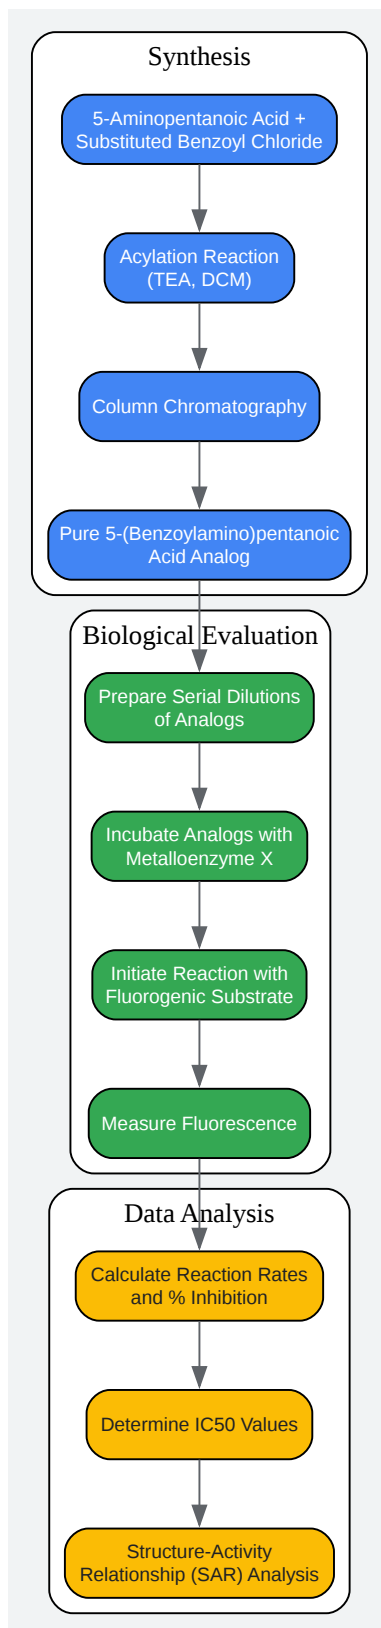 Synthesis
5-Aminopentanoic Acid +
Substituted Benzoyl Chloride
Acylation Reaction
(TEA, DCM)
Column Chromatography
Pure 5-(Benzoylamino)pentanoic
Acid Analog
Biological Evaluation
Prepare Serial Dilutions
of Analogs
Incubate Analogs with
Metalloenzyme X
Initiate Reaction with
Fluorogenic Substrate
Measure Fluorescence
Data Analysis
Calculate Reaction Rates
and % Inhibition
Determine IC50 Values
Structure-Activity
Relationship (SAR) Analysis